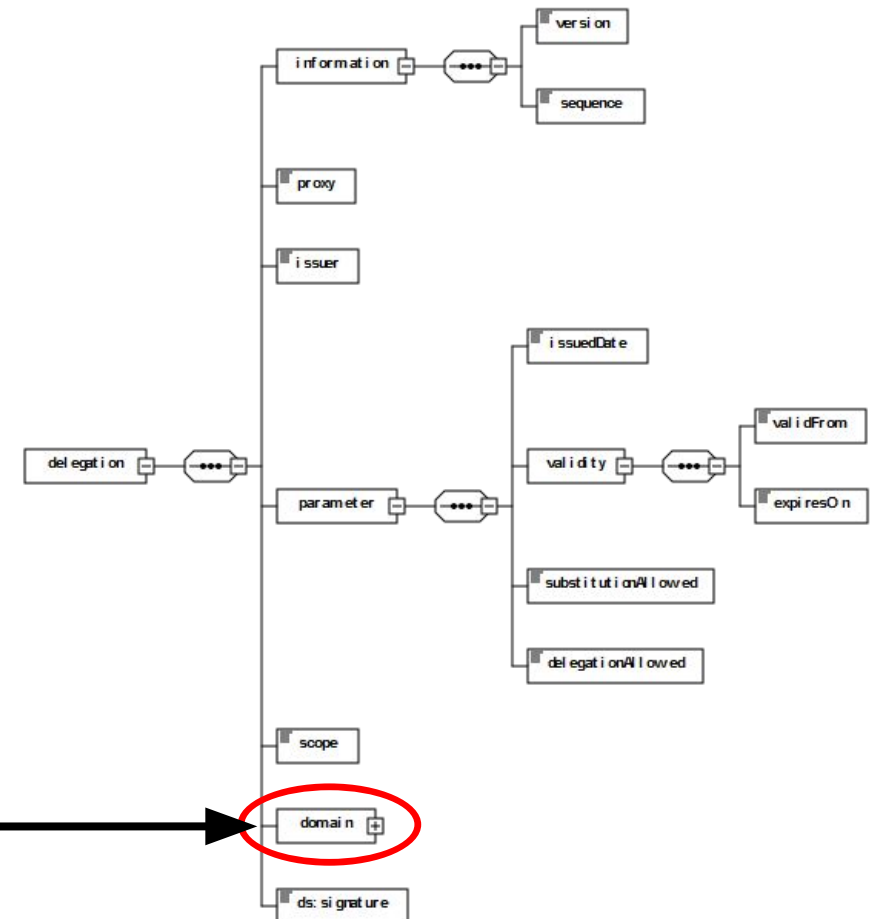 version
information
sequence
proxy
issuer
issuedDate
validFrom
delegation
validity
parameter
expiresOn
substitutionAllowed
delegationAllowed
scope
domain
ds:signature